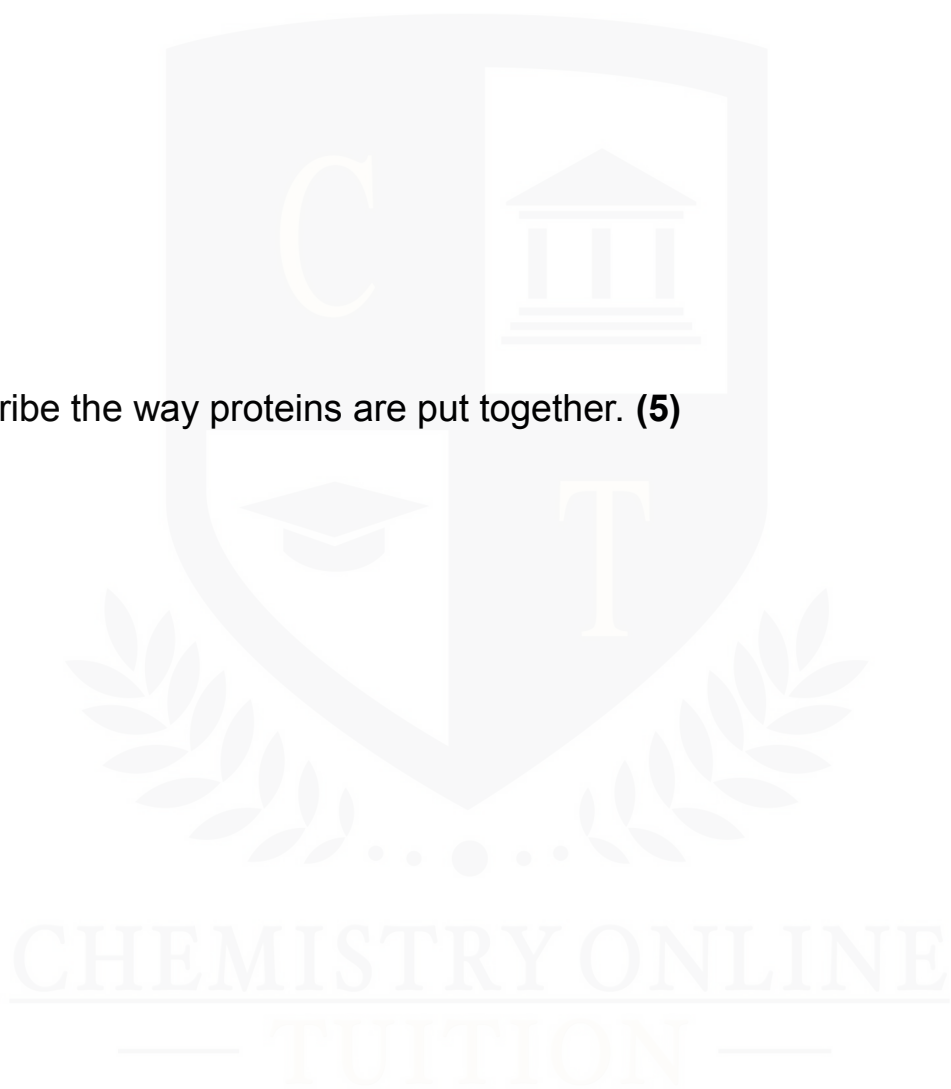 C
ribe the way proteins are put together. (5)
T
CHEMISTRY ONLINE
— TUITION —